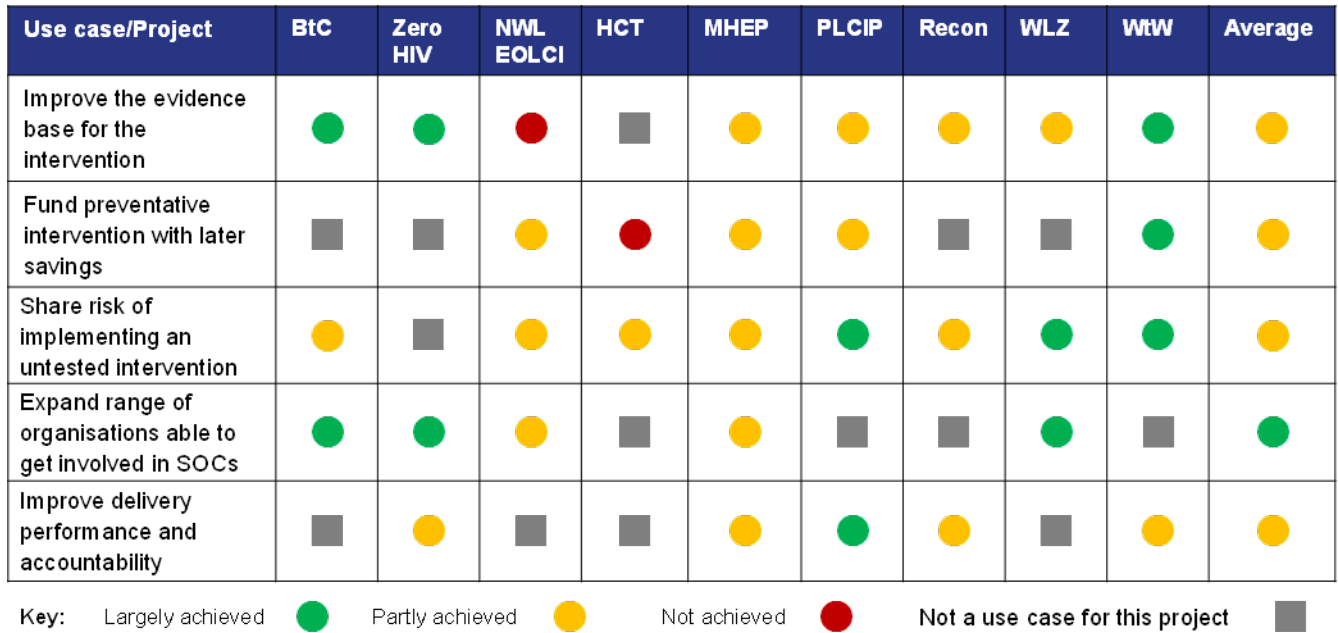 Use case/Project BtC Zero HIV NWL EOLCI HCT MHEP PLCIP Recon WLZ WtW Average
Improve the evidence
base for the
intervention
Fund preventative
intervention with later
savings
Share risk of
implementing an
untested intervention
Expand range of
organisations able to
get involved in SOCs
Improve delivery
performance and
accountability
Key: Largely achieved Partly achieved Not achieved Not a use case for this project